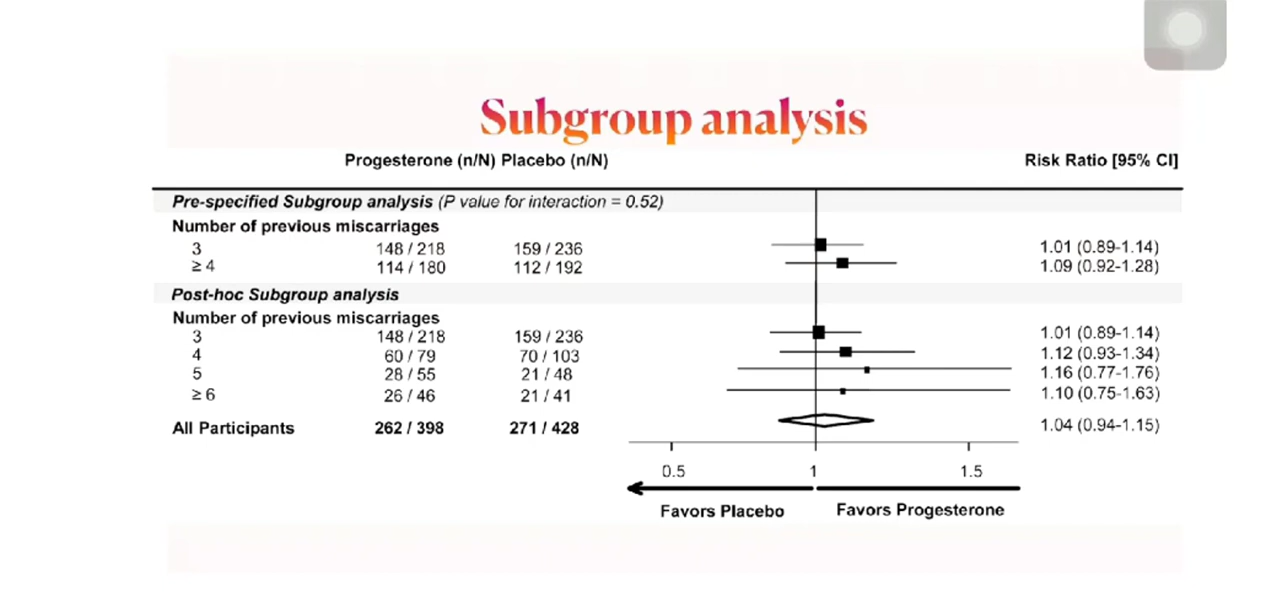 Subgroup analysis
Progesterone (n/N) Placebo (n/N) Risk Ratio [95% CI]
Pre-specified Subgroup analysis (P value for interaction = 0.52)
Number of previous miscarriages
3 148 / 218 159 / 236 1.01 (0.89-1.14)
≥ 4 114 / 180 112 / 192 1.09 (0.92-1.28)
Post-hoc Subgroup analysis
Number of previous miscarriages
3 148 / 218 159 / 236 1.01 (0.89-1.14)
4 60 / 79 70 / 103 1.12 (0.93-1.34)
5 28 / 55 21 / 48 1.16 (0.77-1.76)
≥ 6 26 / 46 21 / 41 1.10 (0.75-1.63)
All Participants 262 / 398 271 / 428 1.04 (0.94-1.15)
0.5 1 1.5
Favors Placebo Favors Progesterone